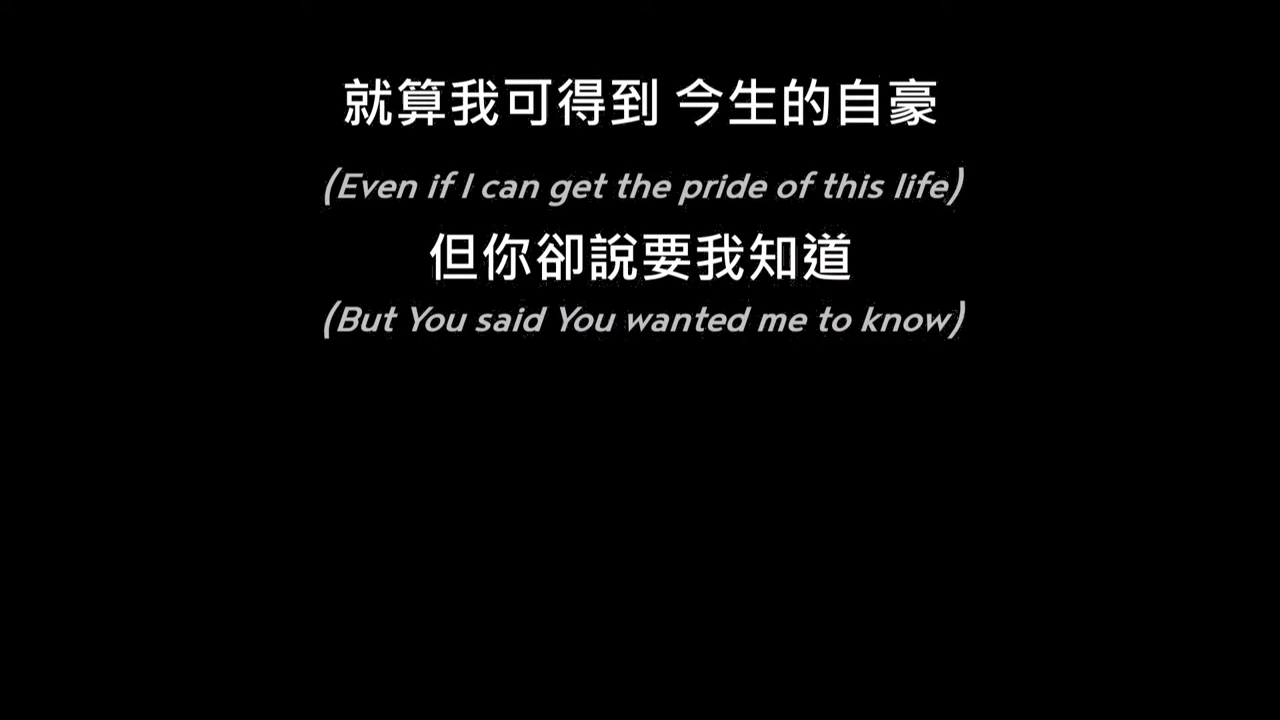 就算我可得到 今生的自豪
(Even if I can get the pride of this life)
但你卻說要我知道
(But You said You wanted me to know)